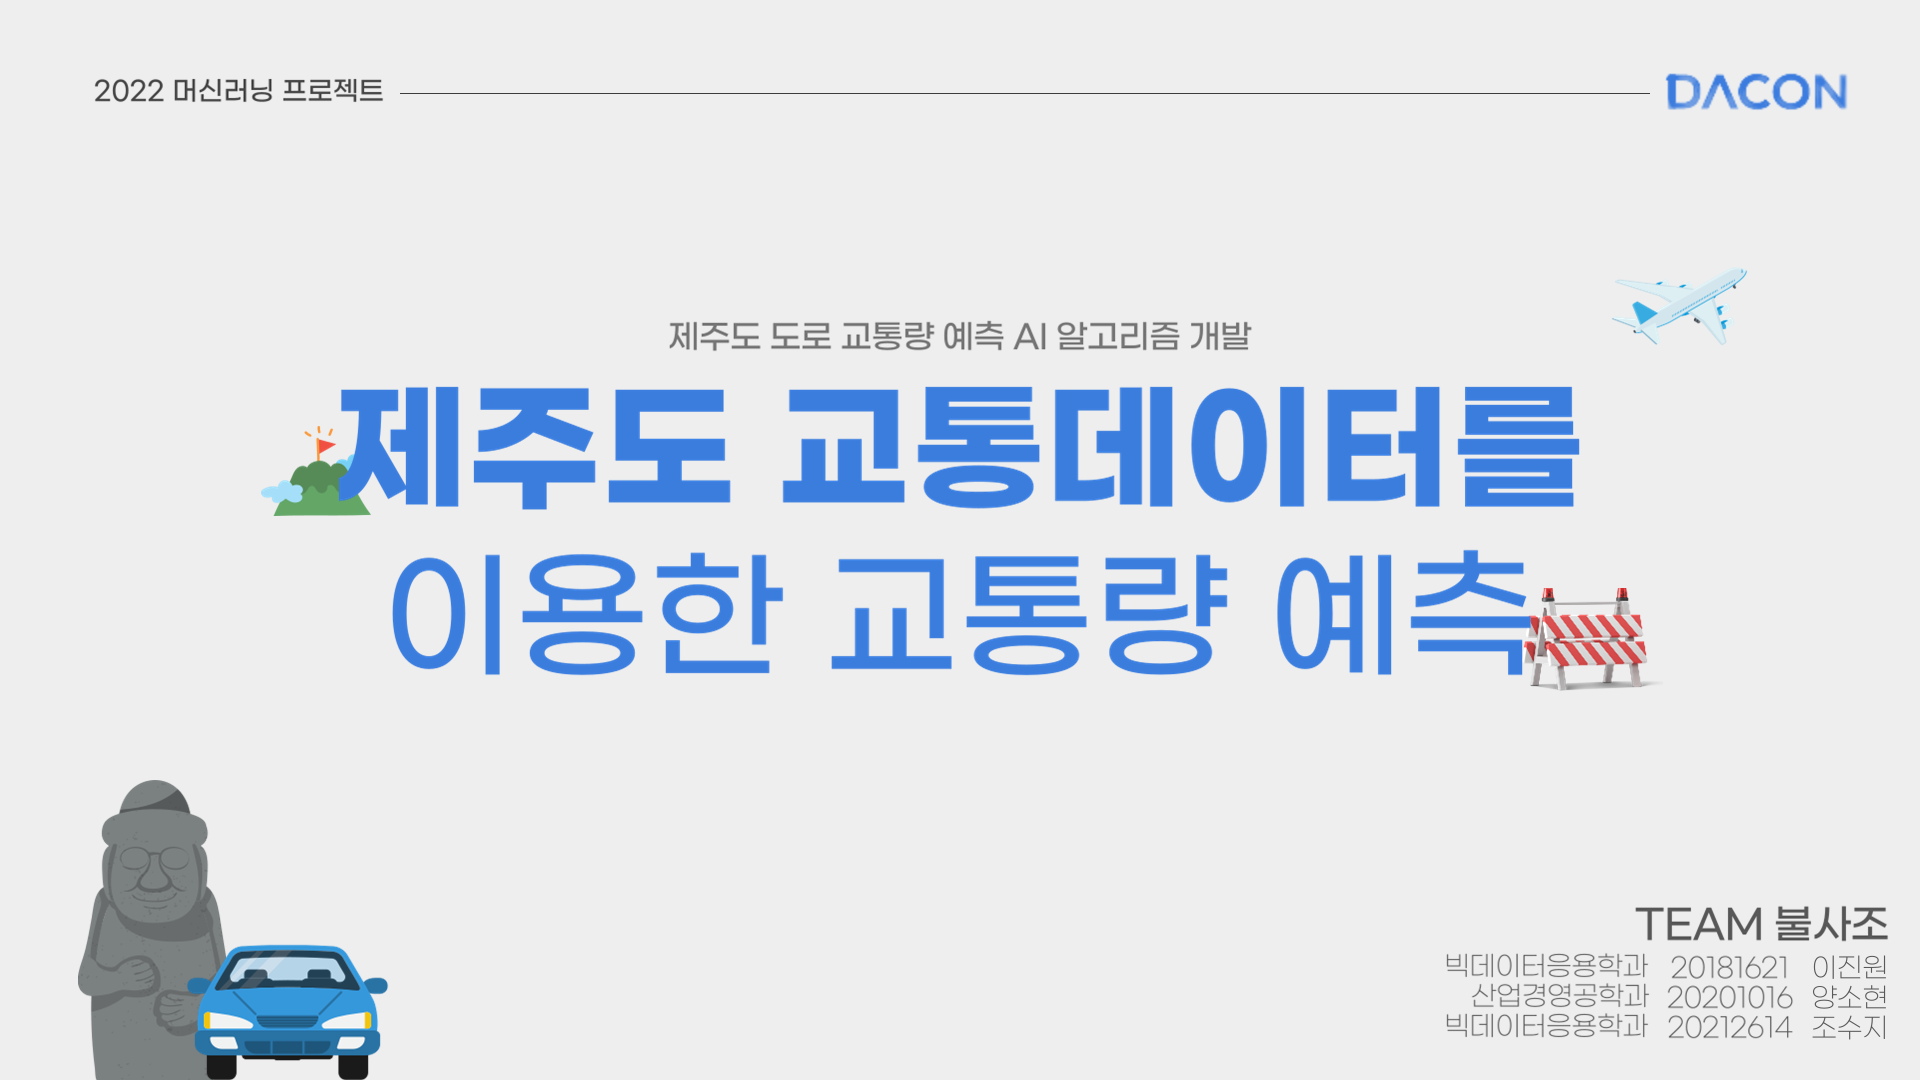 2022 머신러닝 프로젝트
DACON
제주도 도로 교통량 예측 AI 알고리즘 개발
제주도 교통데이터를
이용한 교통량 예측
TEAM 불사조
빅데이터응용학과 20181621 이진원
산업경영공학과 20201016 양소현
빅데이터응용학과 20212614 조수지